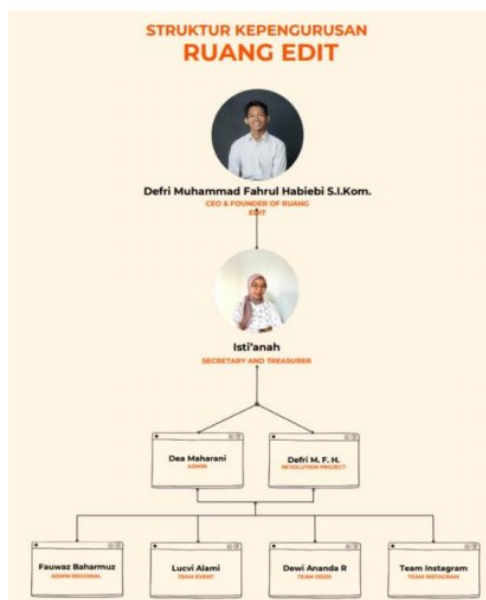 STRUKTUR KEPENGURUSAN
RUANG EDIT
Defri Muhammad Fahrul Habiebi S.I.Kom.
CEO & FOUNDER OF RUANG
EDIT
Isti'anah
SECRETARY AND TREASURER
Dea Maharani
ADMIN
Defri M. F. H.
REVOLUTION PROJECT
Fauwaz Baharmuz
ADMIN REGIONAL
Lucvi Alami
TEAM EVENT
Dewi Ananda R
TEAM
Team Instagram
TEAM INSTAGRAM